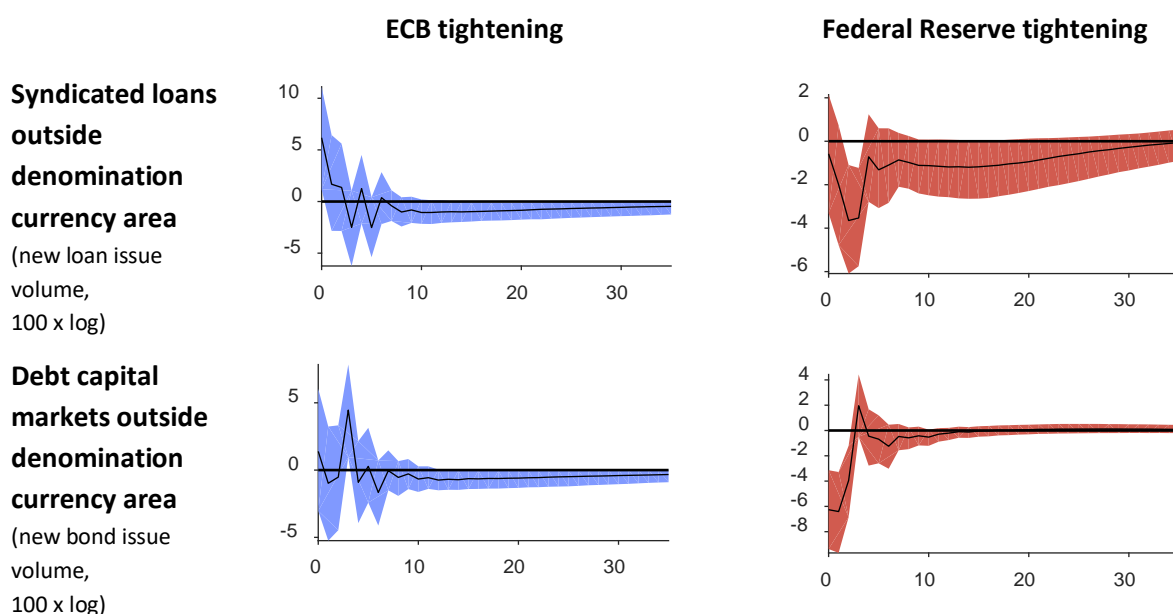 ECB tightening
Federal Reserve tightening
Syndicated loans
outside
denomination
currency area
(new loan issue
volume,
100 x log)
10
5
0
-5
0
10
20
30
2
0
-2
-4
-6
0
10
20
30
Debt capital
markets outside
denomination
currency area
(new bond issue
volume,
100 x log)
5
0
-5
0
10
20
30
4
2
0
-2
-4
-6
-8
0
10
20
30